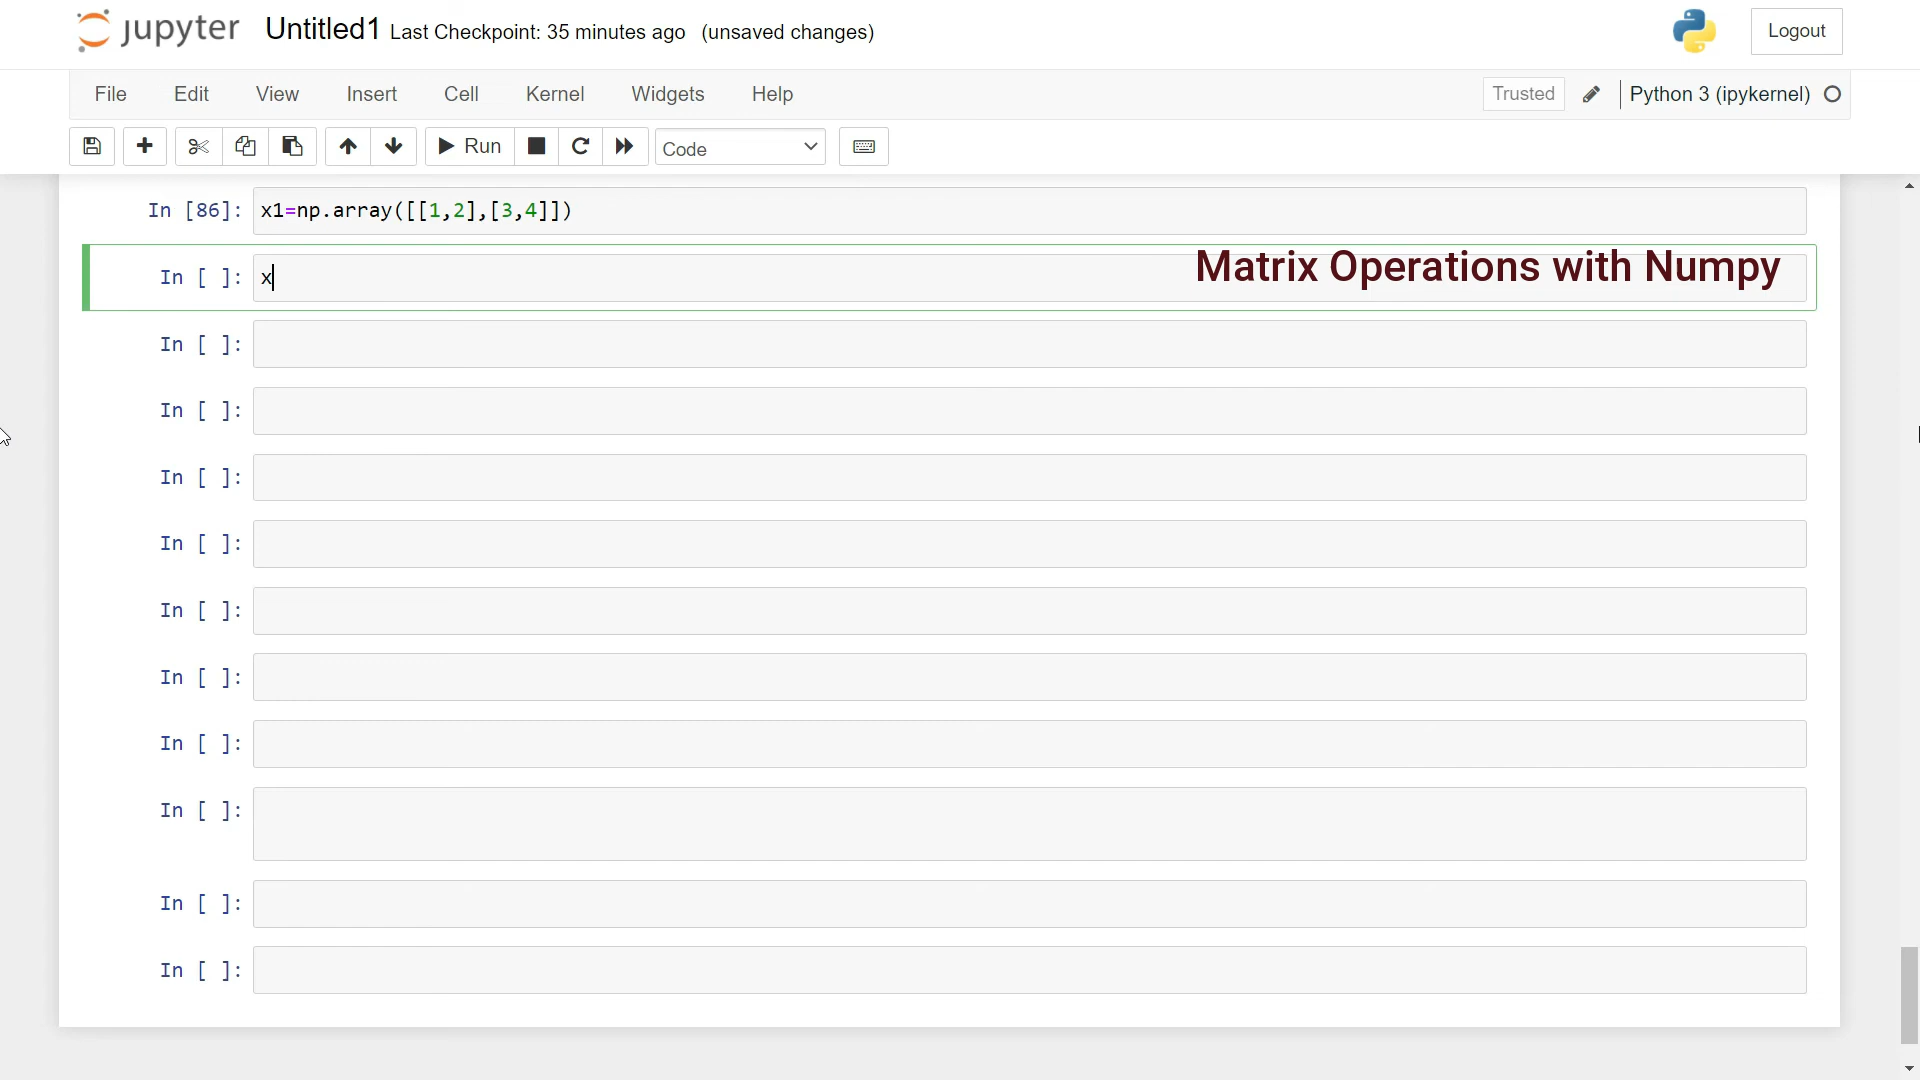 jupyter Untitled1 Last Checkpoint: 35 minutes ago (unsaved changes) Logout
File Edit View Insert Cell Kernel Widgets Help Trusted Python 3 (ipykernel)
Run Code
In [86]: x1=np.array([[1,2],[3,4]])
Matrix Operations with Numpy
In [ ]: x
In [ ]:
In [ ]:
In [ ]:
In [ ]:
In [ ]:
In [ ]:
In [ ]:
In [ ]:
In [ ]:
In [ ]: